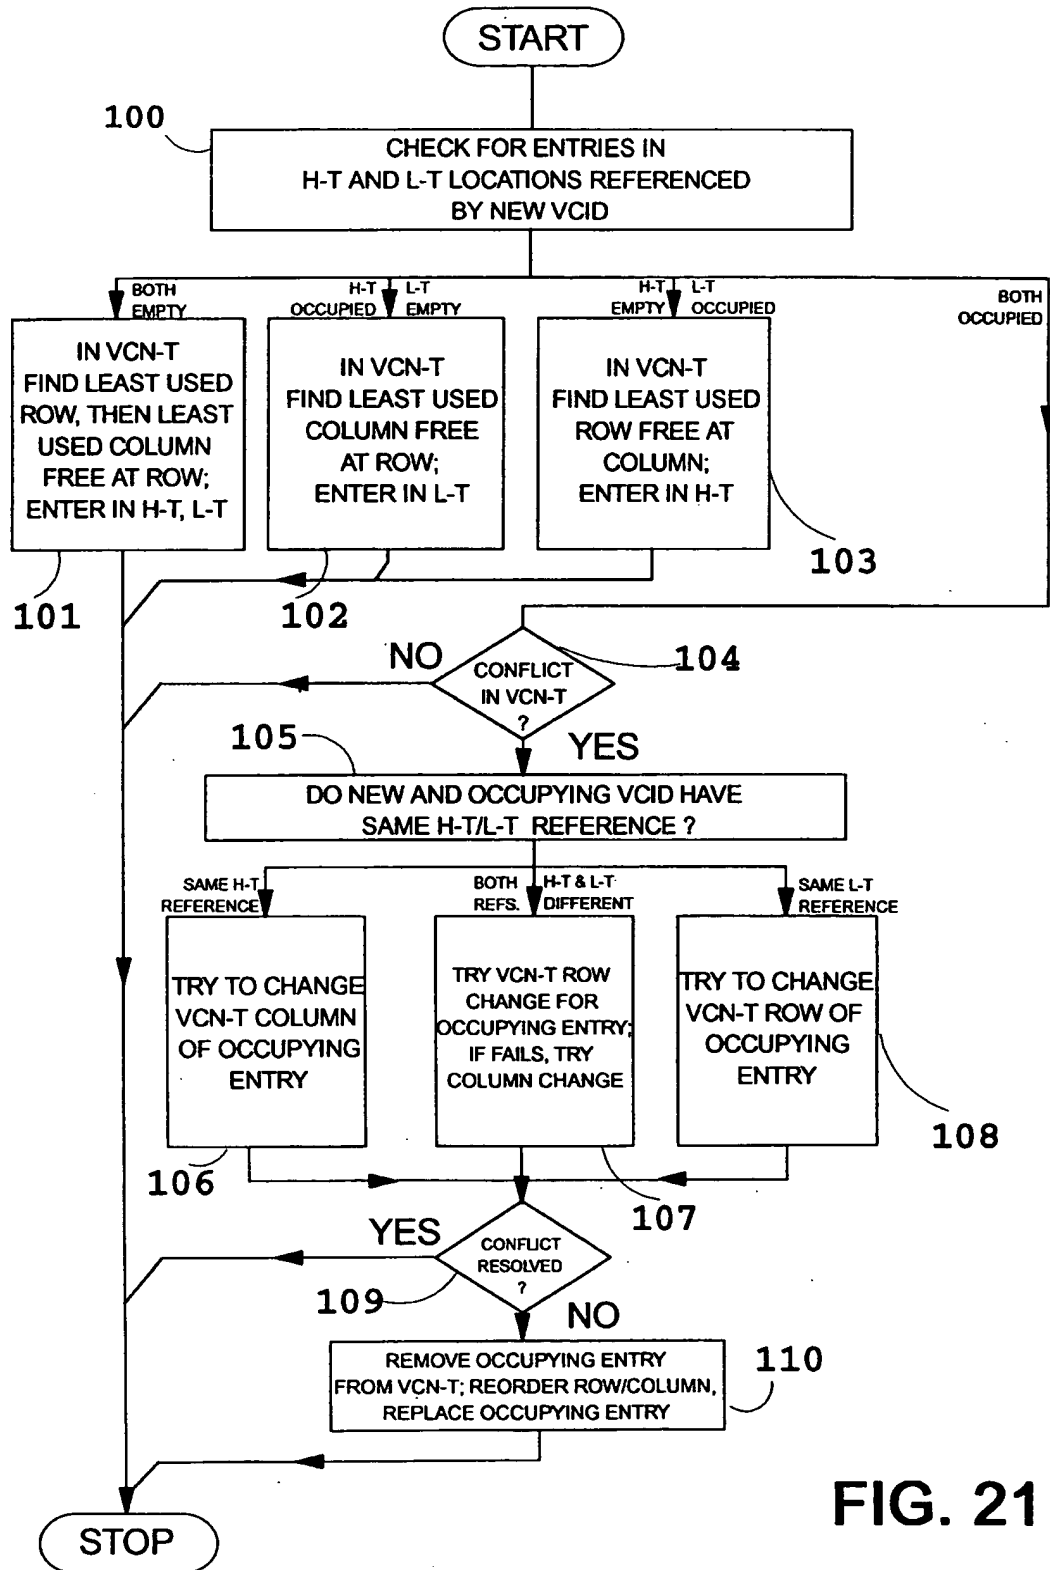 START
100
CHECK FOR ENTRIES IN
H-T AND L-T LOCATIONS REFERENCED
BY NEW VCID
BOTH
EMPTY
H-T
OCCUPIED
L-T
EMPTY
H-T
EMPTY
L-T
OCCUPIED
BOTH
OCCUPIED
IN VCN-T
FIND LEAST USED
ROW, THEN LEAST
USED COLUMN
FREE AT ROW;
ENTER IN H-T, L-T
IN VCN-T
FIND LEAST USED
COLUMN FREE
AT ROW;
ENTER IN L-T
IN VCN-T
FIND LEAST USED
ROW FREE AT
COLUMN;
ENTER IN H-T
101
102
103
NO
CONFLICT
IN VCN-T
?
104
YES
105
DO NEW AND OCCUPYING VCID HAVE
SAME H-T/L-T REFERENCE ?
SAME H-T
REFERENCE
BOTH
REFS.
H-T & L-T
DIFFERENT
SAME L-T
REFERENCE
TRY TO CHANGE
VCN-T COLUMN
OF OCCUPYING
ENTRY
TRY VCN-T ROW
CHANGE FOR
OCCUPYING ENTRY;
IF FAILS, TRY
COLUMN CHANGE
TRY TO CHANGE
VCN-T ROW OF
OCCUPYING
ENTRY
106
107
108
YES
CONFLICT
RESOLVED
?
109
NO
REMOVE OCCUPYING ENTRY
FROM VCN-T; REORDER ROW/COLUMN,
REPLACE OCCUPYING ENTRY
110
STOP
FIG. 21